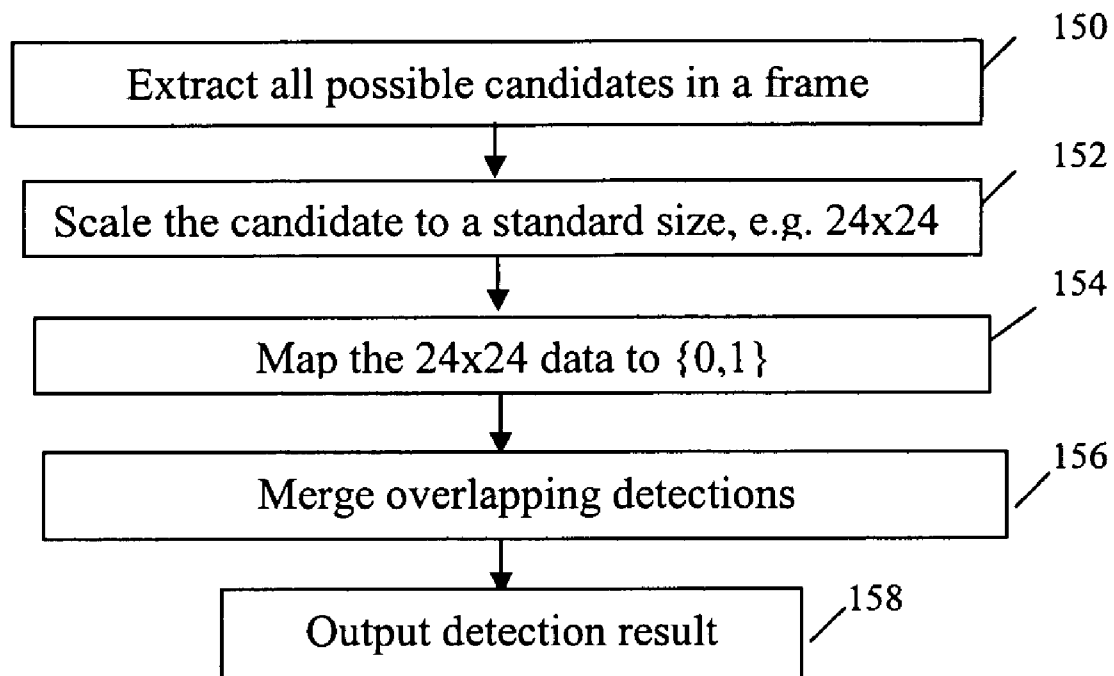 150
Extract all possible candidates in a frame
152
Scale the candidate to a standard size, e.g. 24x24
154
Map the 24x24 data to {0,1}
156
Merge overlapping detections
158
Output detection result